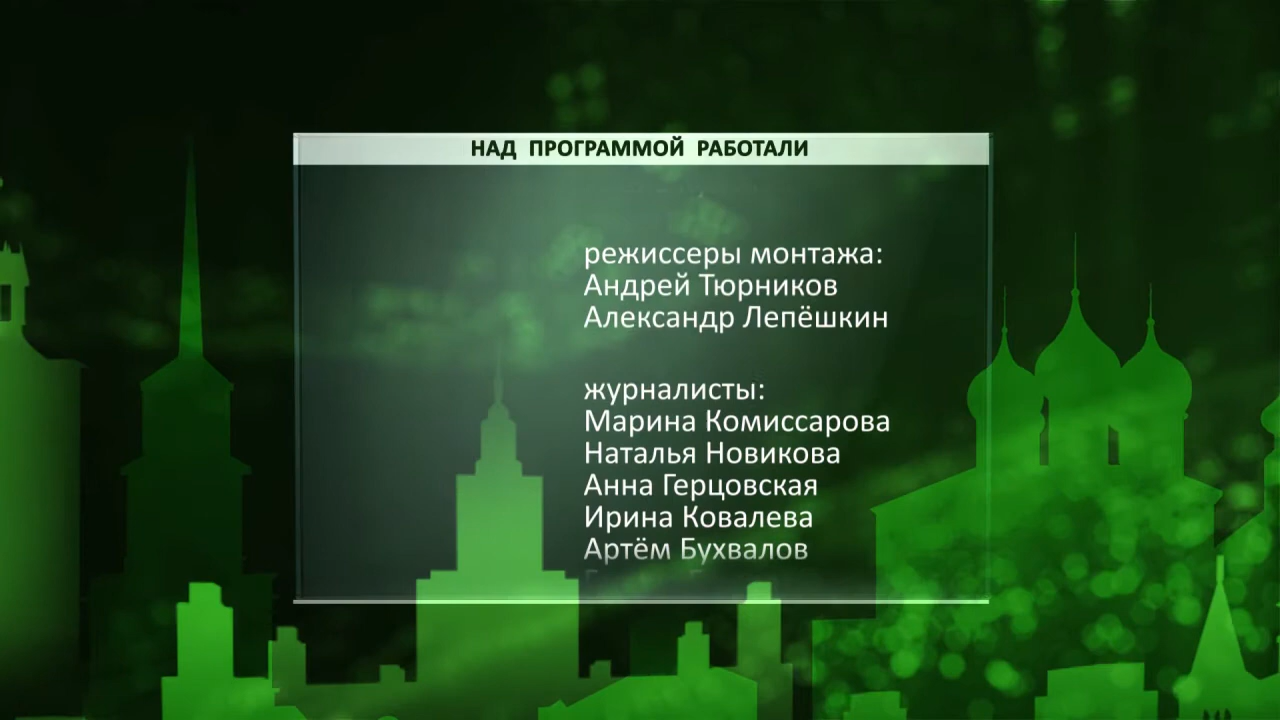 НАД ПРОГРАММОЙ РАБОТАЛИ
режиссеры монтажа:
Андрей Тюрников
Александр Лепёшкин
журналисты:
Марина Комиссарова
Наталья Новикова
Анна Герцовская
Ирина Ковалева
Артём Бухвалов